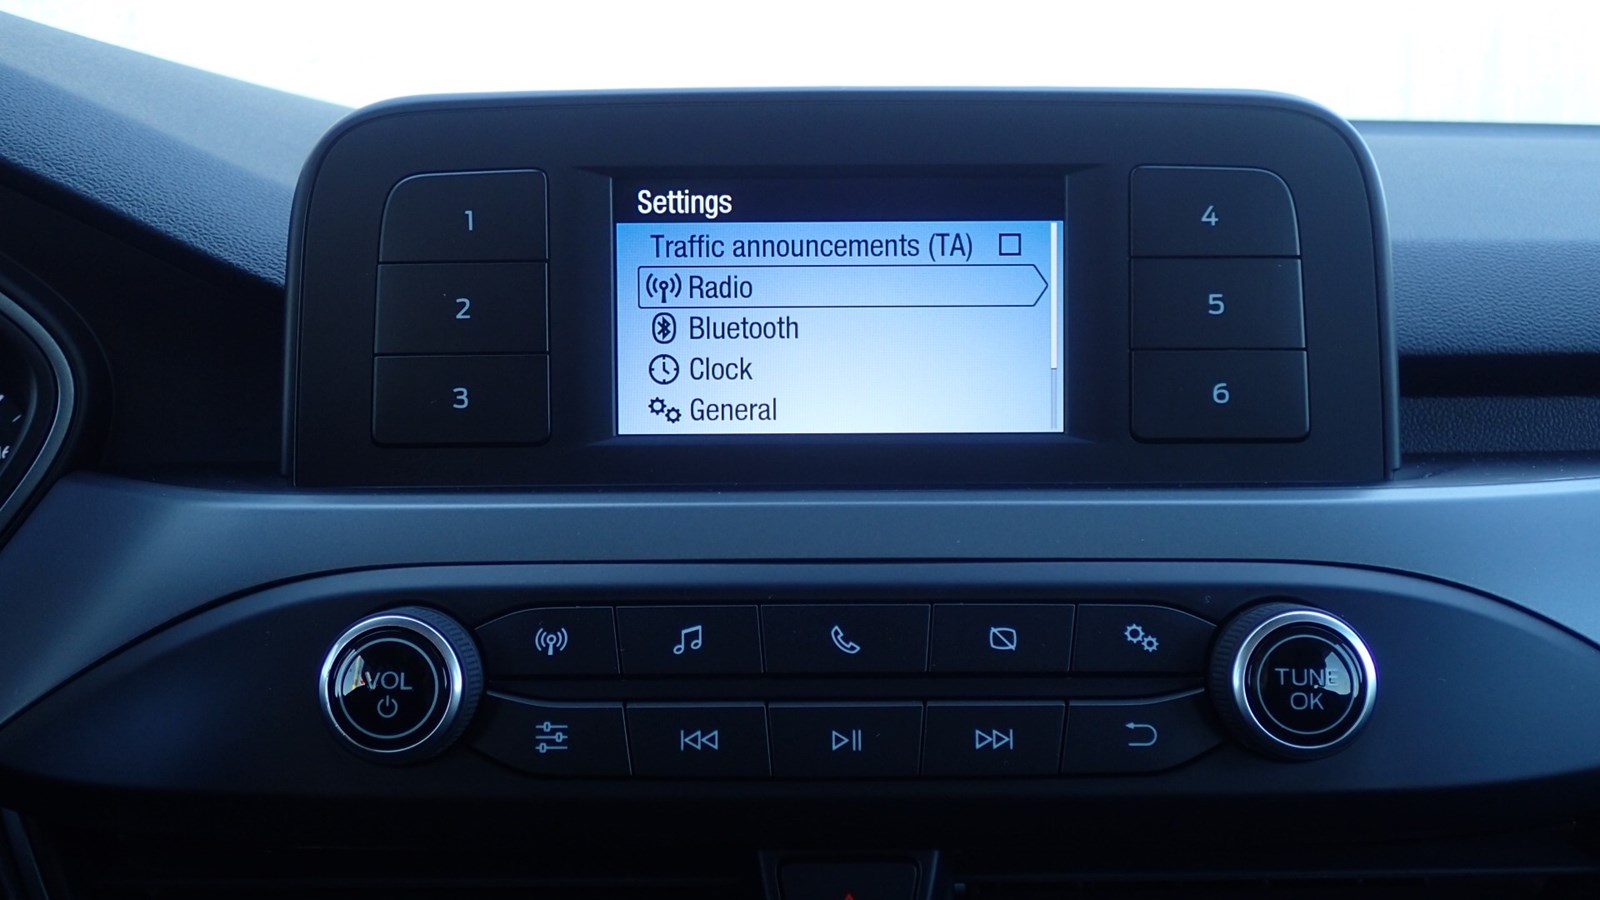 Settings
Traffic announcements (TA)
Radio
Bluetooth
Clock
General
1
2
3
4
5
6
VOL
TUNE
OK